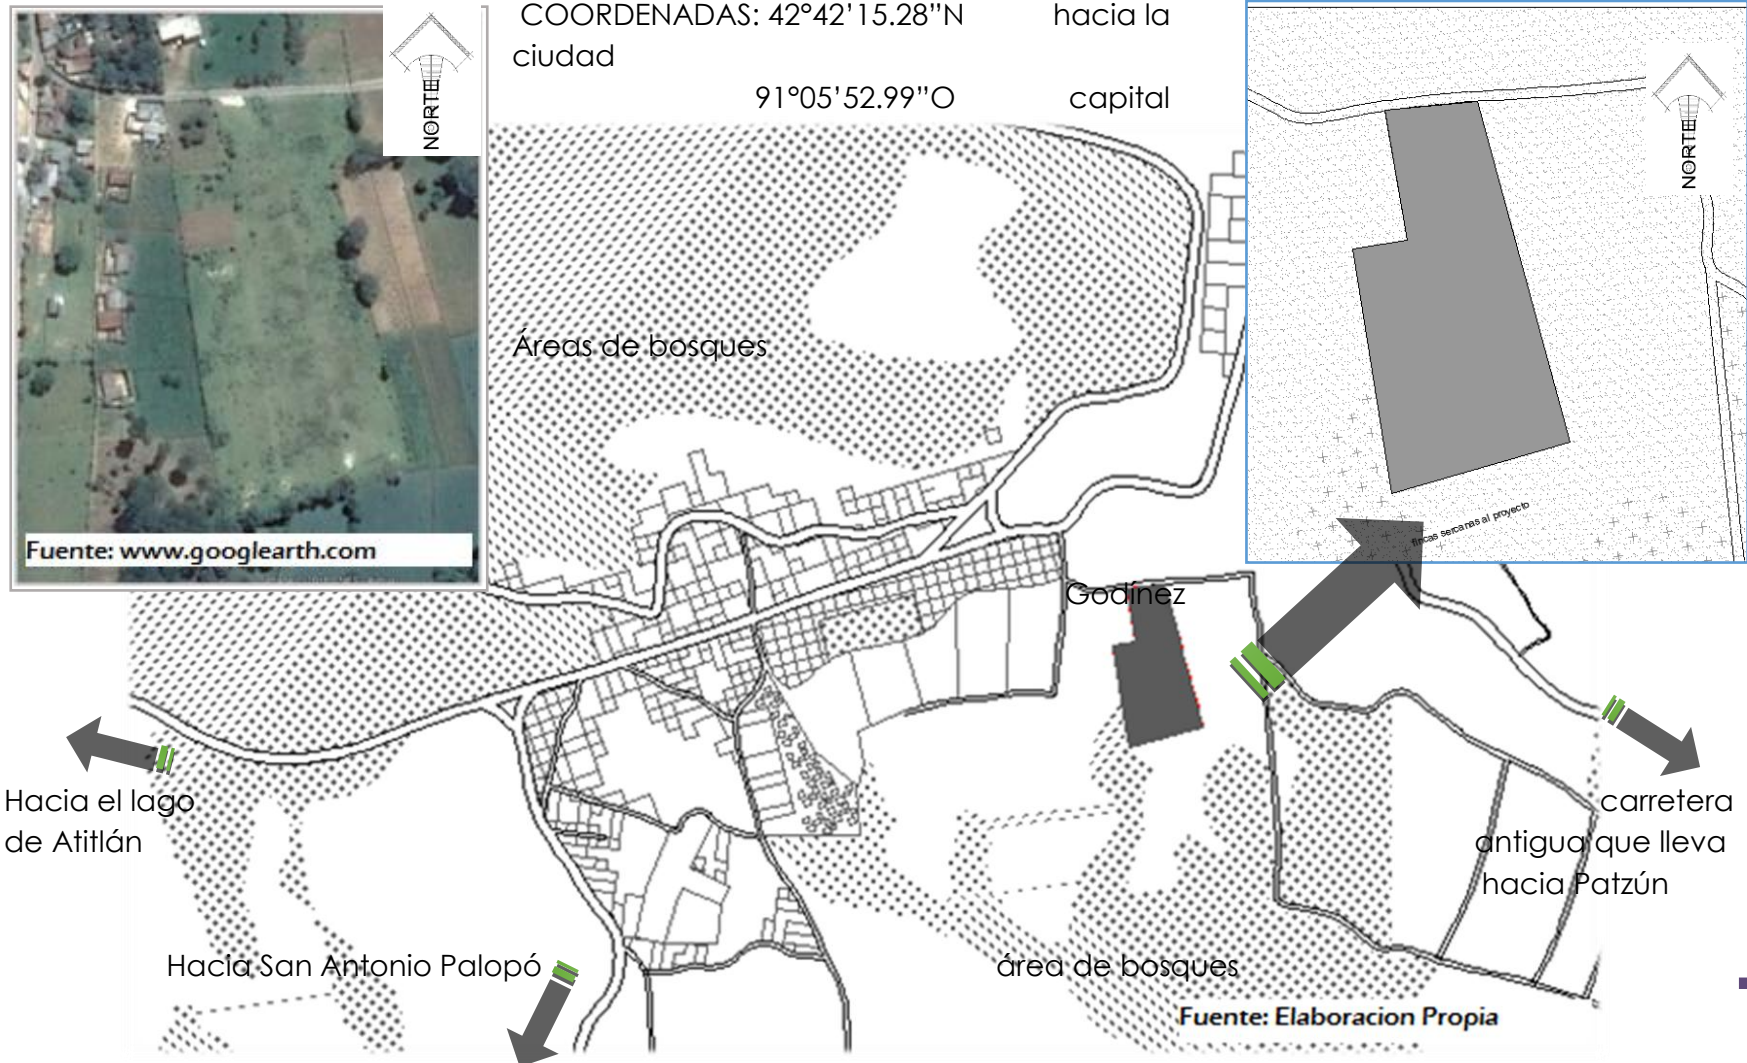 COORDENADAS: 42°42’15.28”N hacia la
ciudad
91°05’52.99”O capital
NORTE
NORTE
Áreas de bosques
Fuente: www.googlearth.com
fincas sercanas al proyecto
Godínez
Hacia el lago
de Atitlán
carretera
antigua que lleva
hacia Patzún
Hacia San Antonio Palopó
área de bosques
Fuente: Elaboracion Propia